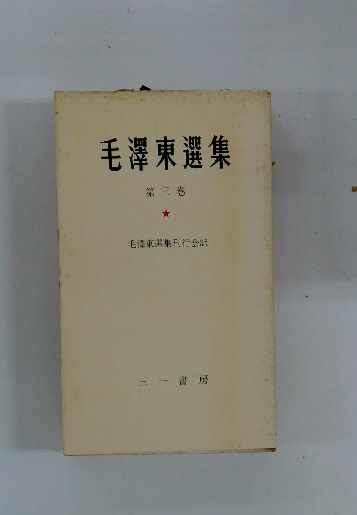 毛澤東選集
第三巻
毛澤東選集刊行会訳
三一書房